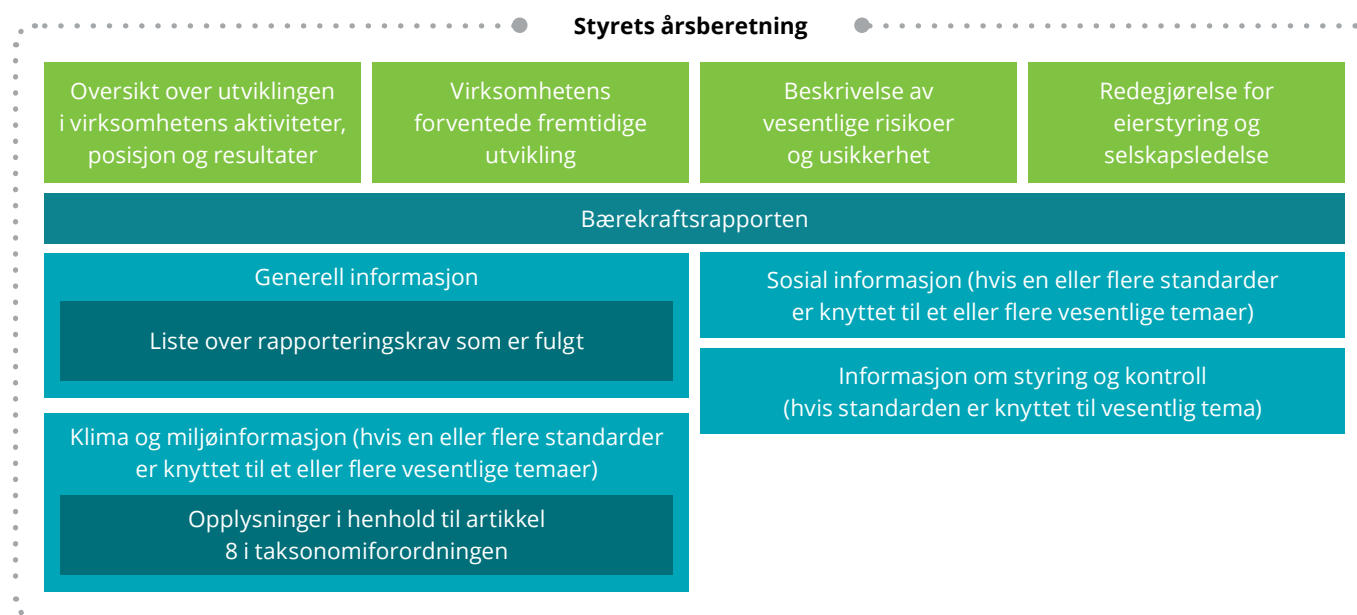 Styrets årsberetning
Oversikt over utviklingen
i virksomhetens aktiviteter,
posisjon og resultater
Virksomhetens
forventede fremtidige
utvikling
Beskrivelse av
vesentlige risikoer
og usikkerhet
Redegjørelse for
eierstyring og
selskapsledelse
Bærekraftsrapporten
Generell informasjon
Liste over rapporteringskrav som er fulgt
Klima og miljøinformasjon (hvis en eller flere standarder
er knyttet til et eller flere vesentlige temaer)
Opplysninger i henhold til artikkel
8 i taksonomiforordningen
Sosial informasjon (hvis en eller flere standarder
er knyttet til et eller flere vesentlige temaer)
Informasjon om styring og kontroll
(hvis standarden er knyttet til vesentlig tema)